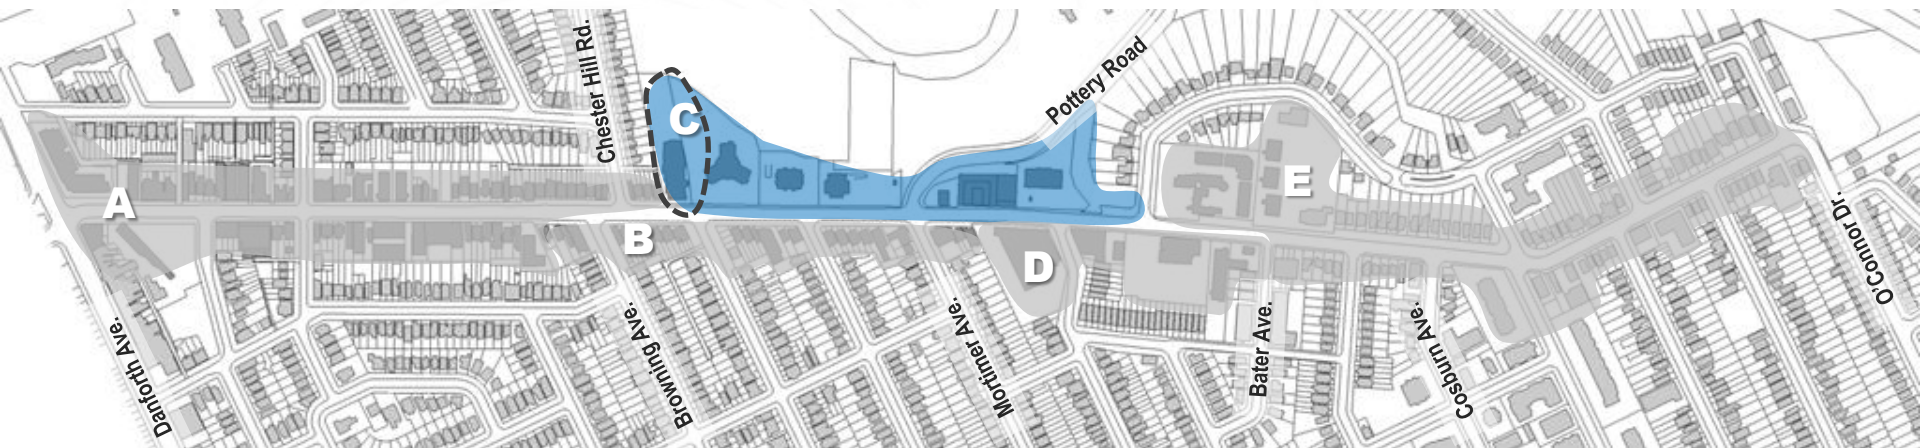 Chester Hill Rd.
Pottery Road
C
A
E
B
D
O'Connor Dr.
Danforth Ave.
Browning Ave.
Mortimer Ave.
Bater Ave.
Cosburn Ave.